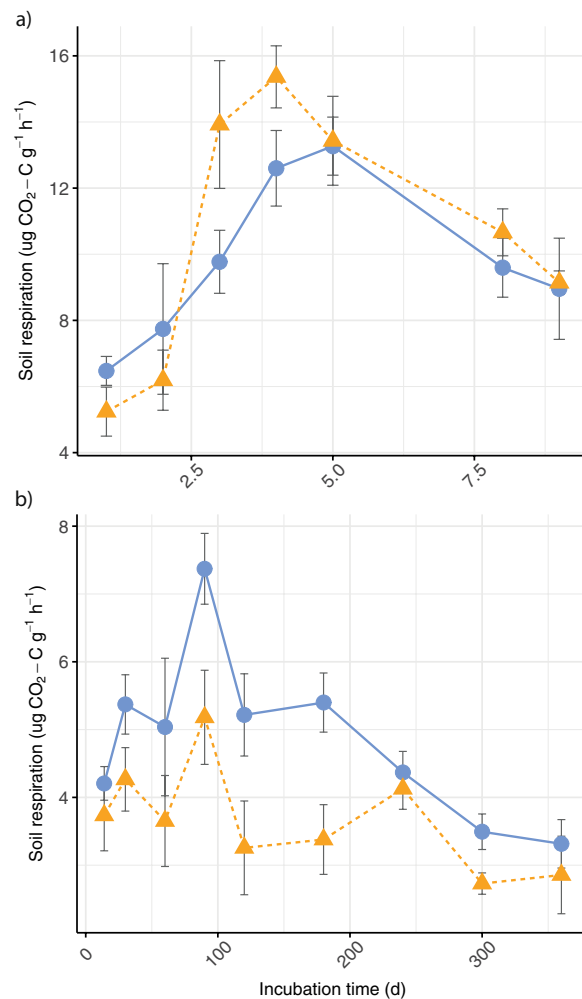 a)
Soil respiration (ug CO₂ – C g⁻¹ h⁻¹)
16
12
8
4
2.5
5.0
7.5
b)
Soil respiration (ug CO₂ – C g⁻¹ h⁻¹)
8
6
4
0
100
200
300
Incubation time (d)